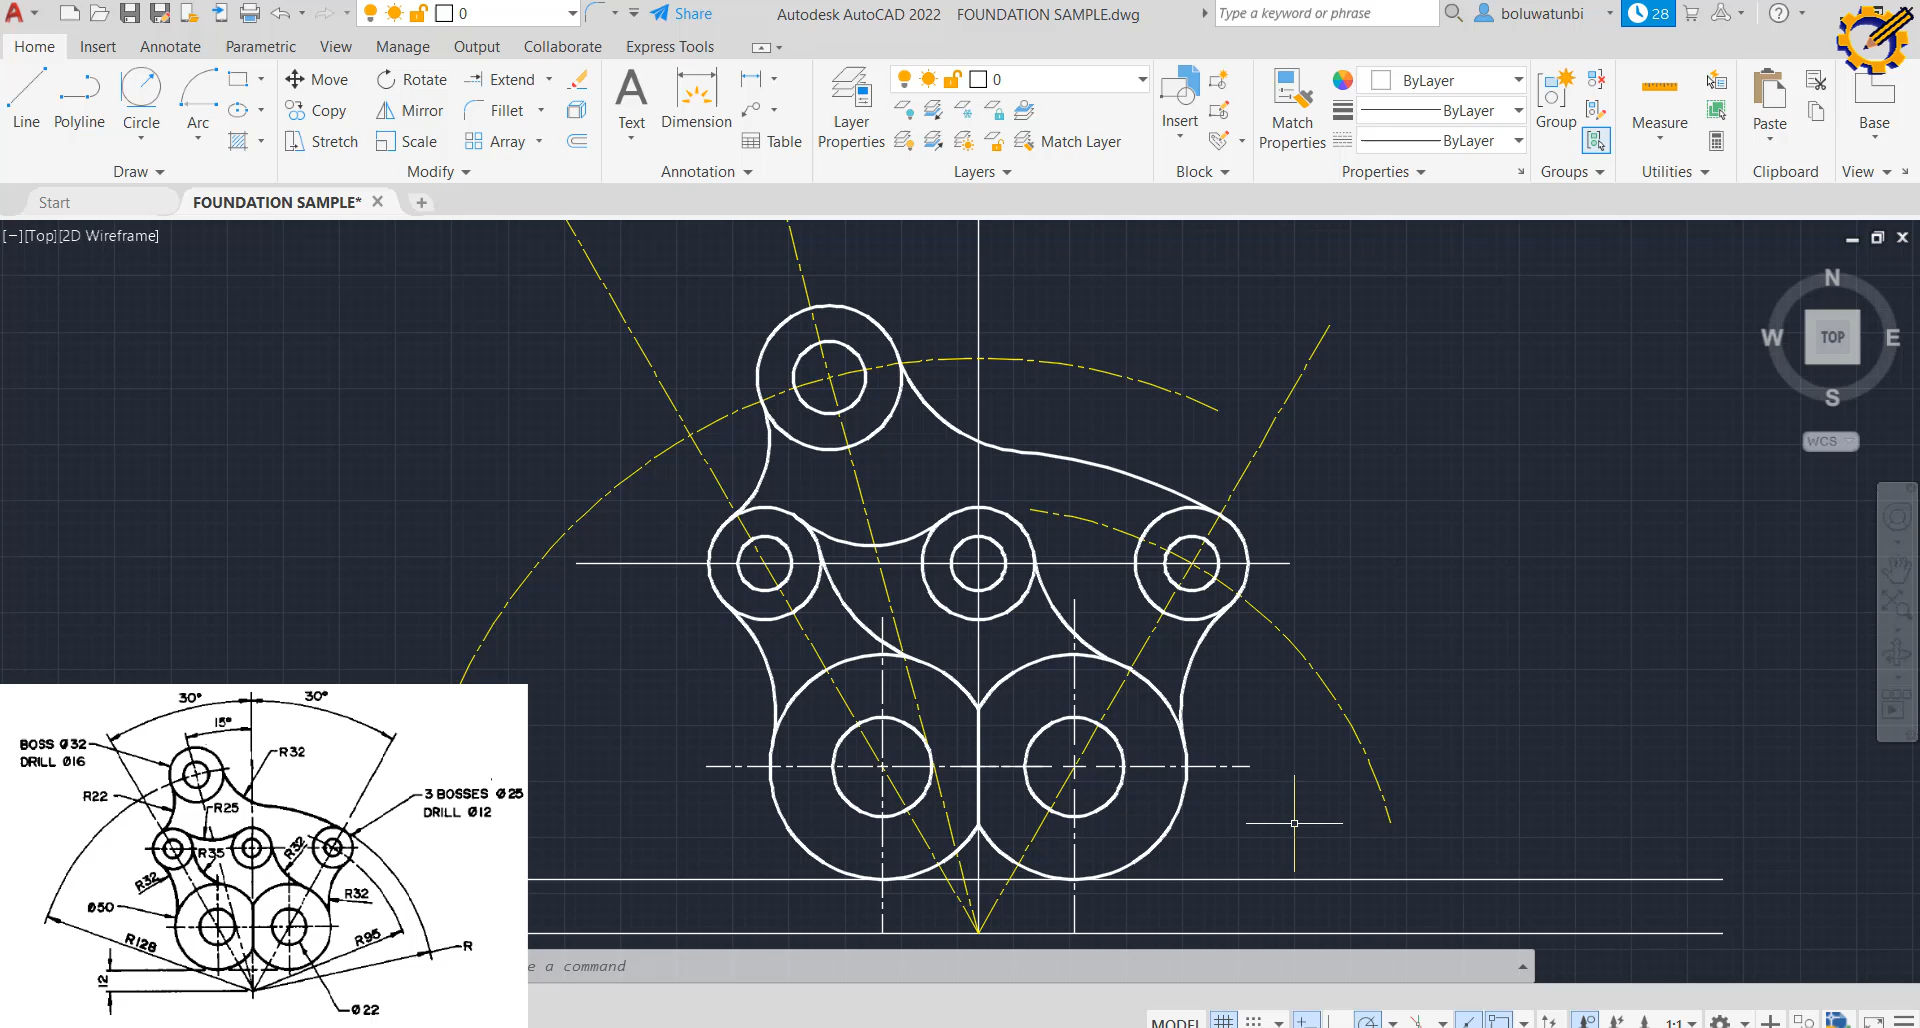 0
Share
Autodesk AutoCAD 2022 FOUNDATION SAMPLE.dwg
Type a keyword or phrase
boluwatunbi
28
Home Insert Annotate Parametric View Manage Output Collaborate Express Tools
Line Polyline Circle Arc
Move Rotate Extend
Copy Mirror Fillet
Stretch Scale Array
Text Dimension Table
Layer Properties
0
Match Layer
Insert
Match Properties
ByLayer
ByLayer
ByLayer
Group
Measure
Paste
Base
Draw Modify Annotation Layers Block Properties Groups Utilities Clipboard View
Start FOUNDATION SAMPLE*
[−][Top][2D Wireframe]
N
W TOP E
S
WCS
30° 30°
15°
BOSS Ø32
DRILL Ø16
R32
R22
R25
3 BOSSES Ø25
DRILL Ø12
R35
R32
R32
R32
Ø50
R128
R95
R
12
Ø22
e a command
MODEL
1:1